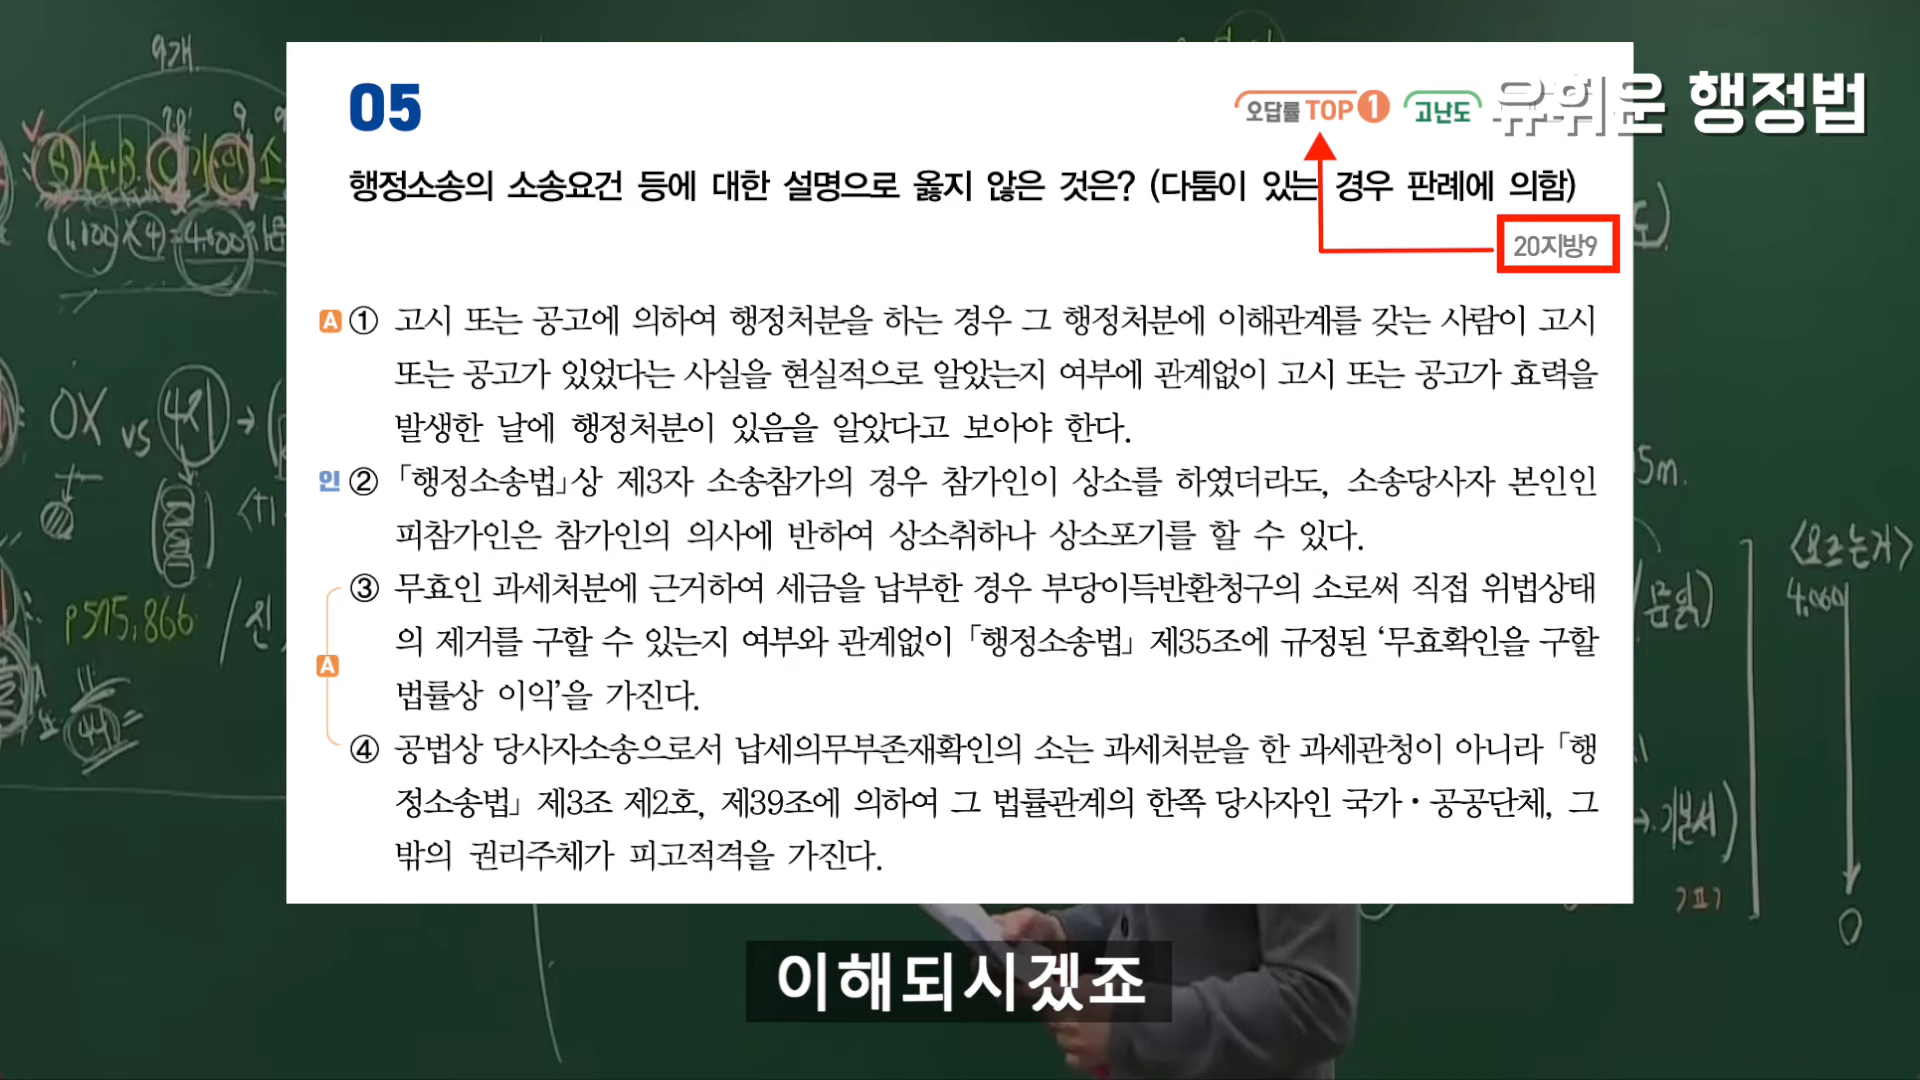 9개
유휘운 행정법
05
오답률 TOP 1 고난도
행정소송의 소송요건 등에 대한 설명으로 옳지 않은 것은? (다툼이 있는 경우 판례에 의함)
20지방9
A ① 고시 또는 공고에 의하여 행정처분을 하는 경우 그 행정처분에 이해관계를 갖는 사람이 고시
또는 공고가 있었다는 사실을 현실적으로 알았는지 여부에 관계없이 고시 또는 공고가 효력을
발생한 날에 행정처분이 있음을 알았다고 보아야 한다.
인 ② 「행정소송법」상 제3자 소송참가의 경우 참가인이 상소를 하였더라도, 소송당사자 본인인
피참가인은 참가인의 의사에 반하여 상소취하나 상소포기를 할 수 있다.
③ 무효인 과세처분에 근거하여 세금을 납부한 경우 부당이득반환청구의 소로써 직접 위법상태
의 제거를 구할 수 있는지 여부와 관계없이 「행정소송법」 제35조에 규정된 ‘무효확인을 구할
A
법률상 이익’을 가진다.
④ 공법상 당사자소송으로서 납세의무부존재확인의 소는 과세처분을 한 과세관청이 아니라 「행
정소송법」 제3조 제2호, 제39조에 의하여 그 법률관계의 한쪽 당사자인 국가・공공단체, 그
밖의 권리주체가 피고적격을 가진다.
OX vs 4지 →
P515,866
<모르는거>
4,000
0
→ 기본서)
이해되시겠죠